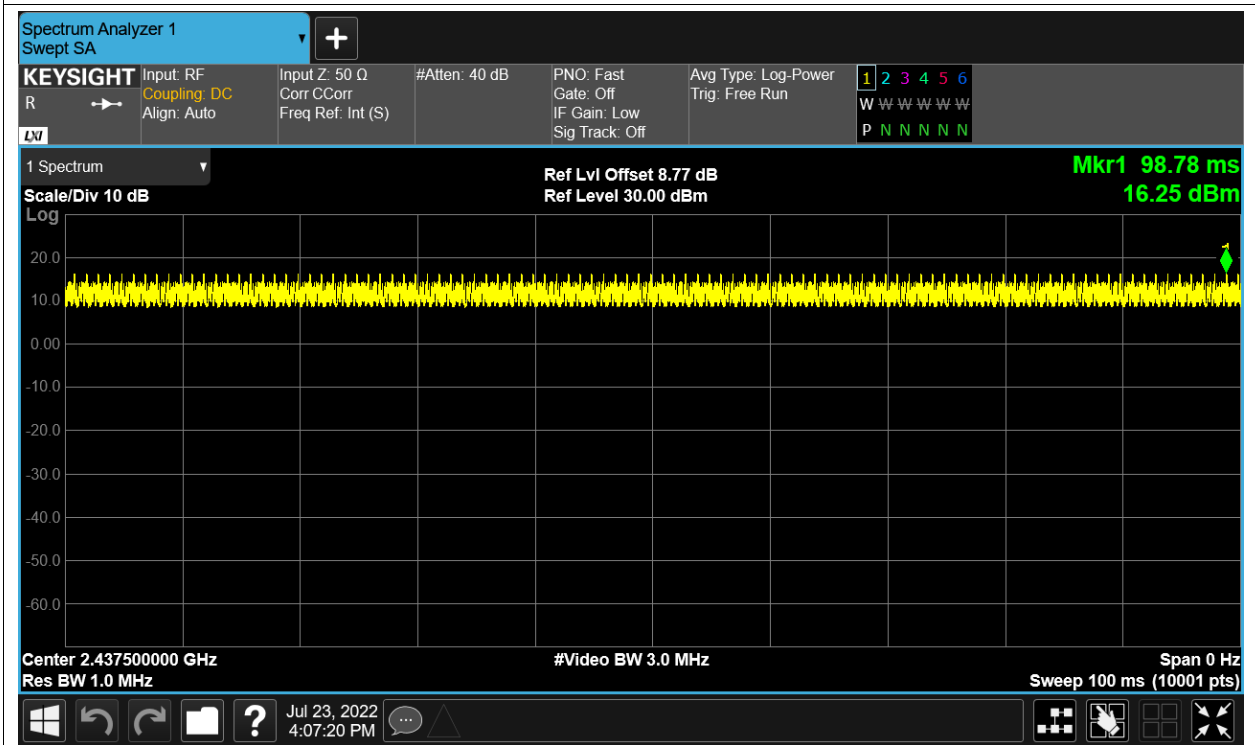 Spectrum Analyzer 1
Swept SA
KEYSIGHT Input: RF Input Z: 50 Ω #Atten: 40 dB PNO: Fast Avg Type: Log-Power 1 2 3 4 5 6
R Coupling: DC Corr CCorr Gate: Off Trig: Free Run W W W W W W
Align: Auto Freq Ref: Int (S) IF Gain: Low
LXI Sig Track: Off P N N N N N
1 Spectrum Ref Lvl Offset 8.77 dB Mkr1 98.78 ms
Scale/Div 10 dB Ref Level 30.00 dBm 16.25 dBm
Log
1
20.0
10.0
0.00
-10.0
-20.0
-30.0
-40.0
-50.0
-60.0
Center 2.437500000 GHz #Video BW 3.0 MHz Span 0 Hz
Res BW 1.0 MHz Sweep 100 ms (10001 pts)
? Jul 23, 2022
4:07:20 PM